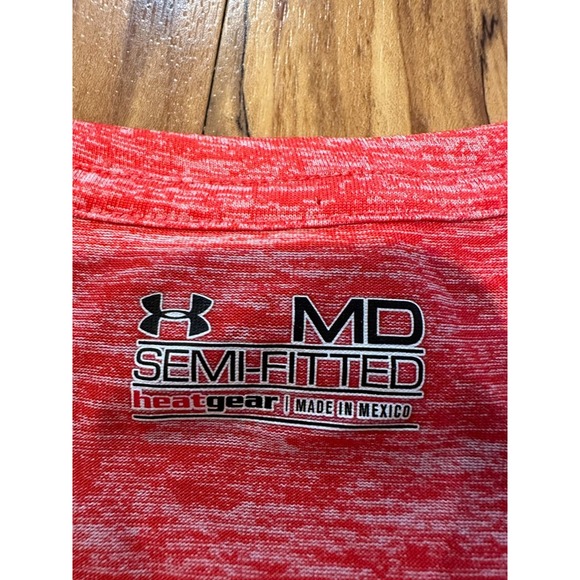 MD
SEMI-FITTED
heatgear | MADE IN MEXICO